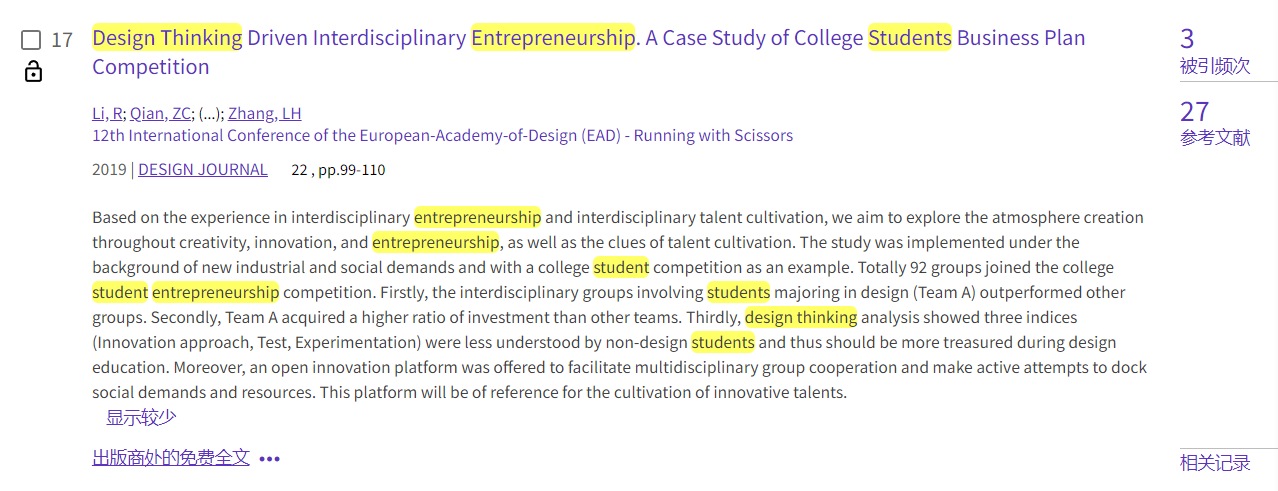 17
Design Thinking Driven Interdisciplinary Entrepreneurship. A Case Study of College Students Business Plan
Competition
Li, R; Qian, ZC; (...); Zhang, LH
12th International Conference of the European-Academy-of-Design (EAD) - Running with Scissors
2019 | DESIGN JOURNAL 22 , pp.99-110
Based on the experience in interdisciplinary entrepreneurship and interdisciplinary talent cultivation, we aim to explore the atmosphere creation
throughout creativity, innovation, and entrepreneurship, as well as the clues of talent cultivation. The study was implemented under the
background of new industrial and social demands and with a college student competition as an example. Totally 92 groups joined the college
student entrepreneurship competition. Firstly, the interdisciplinary groups involving students majoring in design (Team A) outperformed other
groups. Secondly, Team A acquired a higher ratio of investment than other teams. Thirdly, design thinking analysis showed three indices
(Innovation approach, Test, Experimentation) were less understood by non-design students and thus should be more treasured during design
education. Moreover, an open innovation platform was offered to facilitate multidisciplinary group cooperation and make active attempts to dock
social demands and resources. This platform will be of reference for the cultivation of innovative talents.
显示较少
出版商处的免费全文 •••
3
被引频次
27
参考文献
相关记录